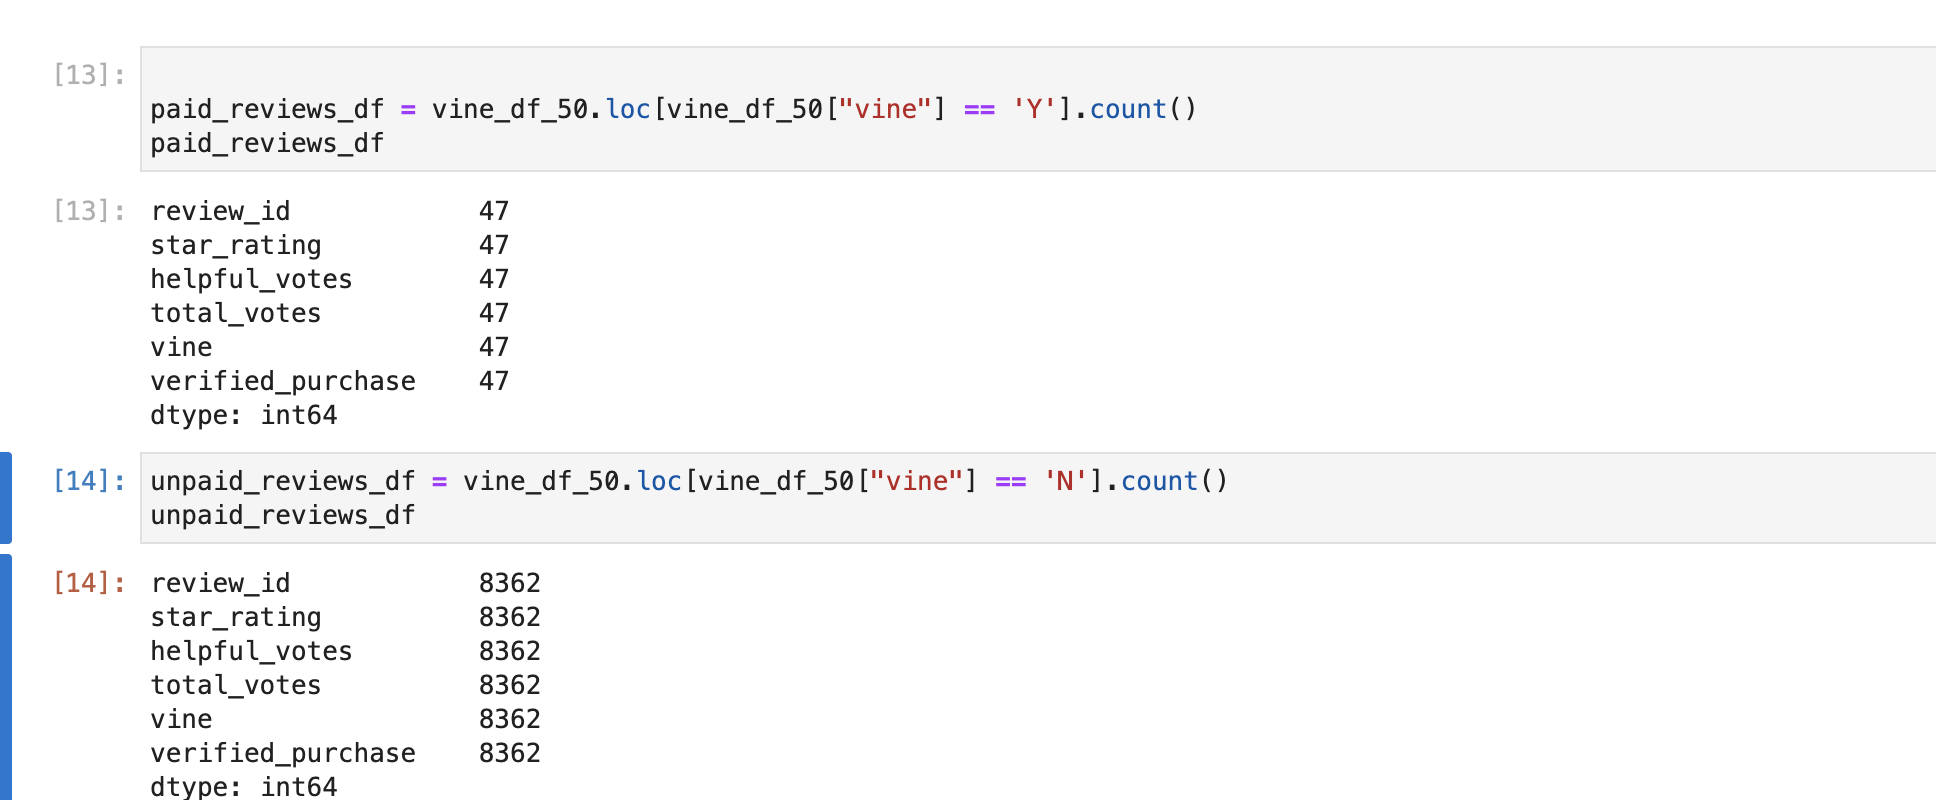 [13]:
paid_reviews_df = vine_df_50.loc[vine_df_50["vine"] == 'Y'].count()
paid_reviews_df
[13]: review_id 47
star_rating 47
helpful_votes 47
total_votes 47
vine 47
verified_purchase 47
dtype: int64
[14]: unpaid_reviews_df = vine_df_50.loc[vine_df_50["vine"] == 'N'].count()
unpaid_reviews_df
[14]: review_id 8362
star_rating 8362
helpful_votes 8362
total_votes 8362
vine 8362
verified_purchase 8362
dtype: int64